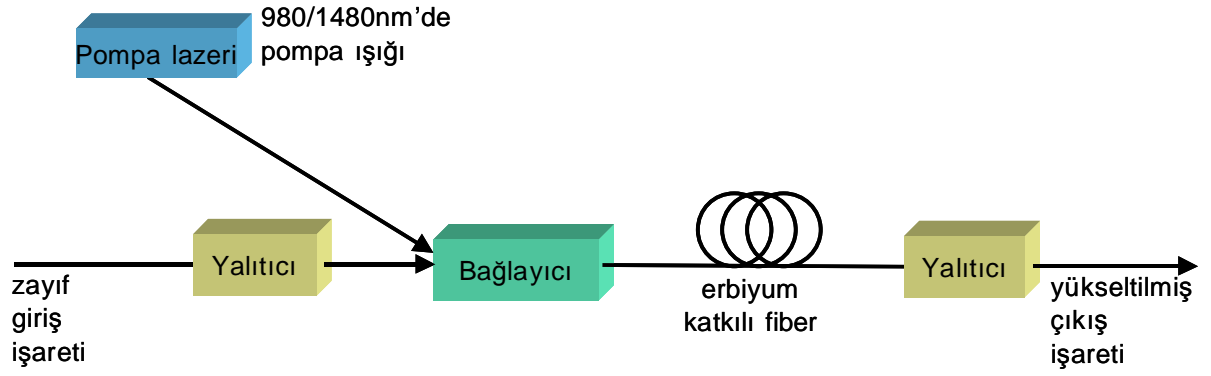 980/1480nm’de
pompa ışığı
Pompa lazeri
Yalıtıcı
Bağlayıcı
Yalıtıcı
zayıf
giriş
işareti
erbiyum
katkılı fiber
yükseltilmiş
çıkış
işareti